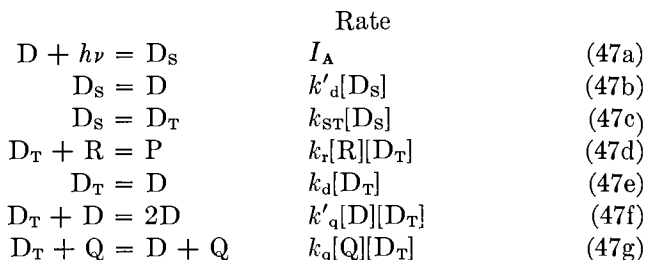 Rate
D + hν = D_S I_A (47a)
D_S = D k'_d[D_S] (47b)
D_S = D_T k_ST[D_S] (47c)
D_T + R = P k_r[R][D_T] (47d)
D_T = D k_d[D_T] (47e)
D_T + D = 2D k'_q[D][D_T] (47f)
D_T + Q = D + Q k_q[Q][D_T] (47g)